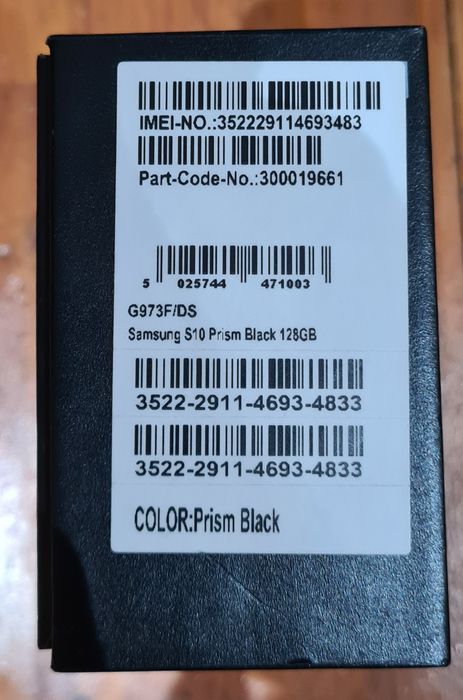 IMEI-NO.:352229114693483
Part-Code-No.:300019661
5 025744 471003
G973F/DS
Samsung S10 Prism Black 128GB
3522-2911-4693-4833
3522-2911-4693-4833
COLOR:Prism Black